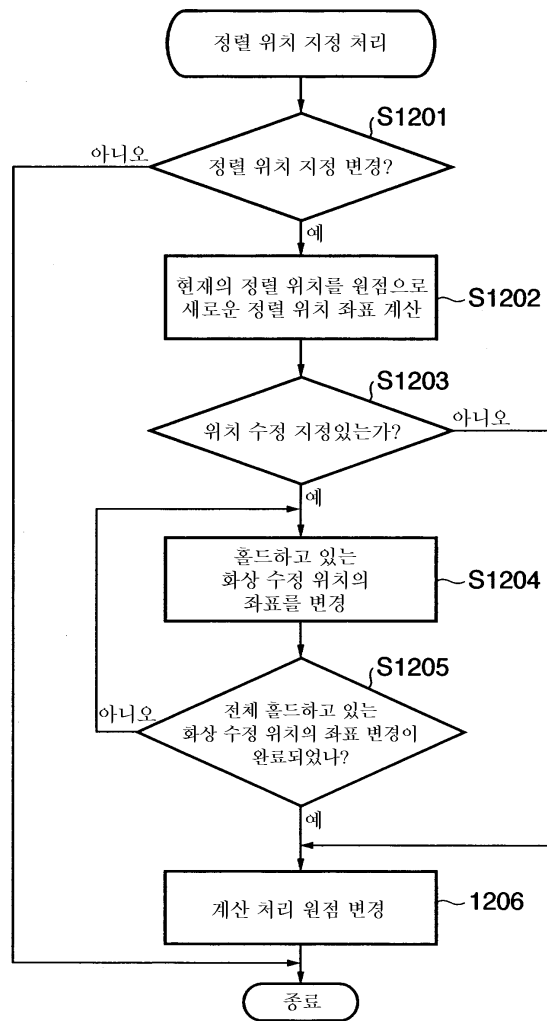 정렬 위치 지정 처리
S1201
아니오
정렬 위치 지정 변경?
예
현재의 정렬 위치를 원점으로
새로운 정렬 위치 좌표 계산
S1202
S1203
아니오
위치 수정 지정있는가?
예
홀드하고 있는
화상 수정 위치의
좌표를 변경
S1204
S1205
아니오
전체 홀드하고 있는
화상 수정 위치의 좌표 변경이
완료되었나?
예
계산 처리 원점 변경
1206
종료